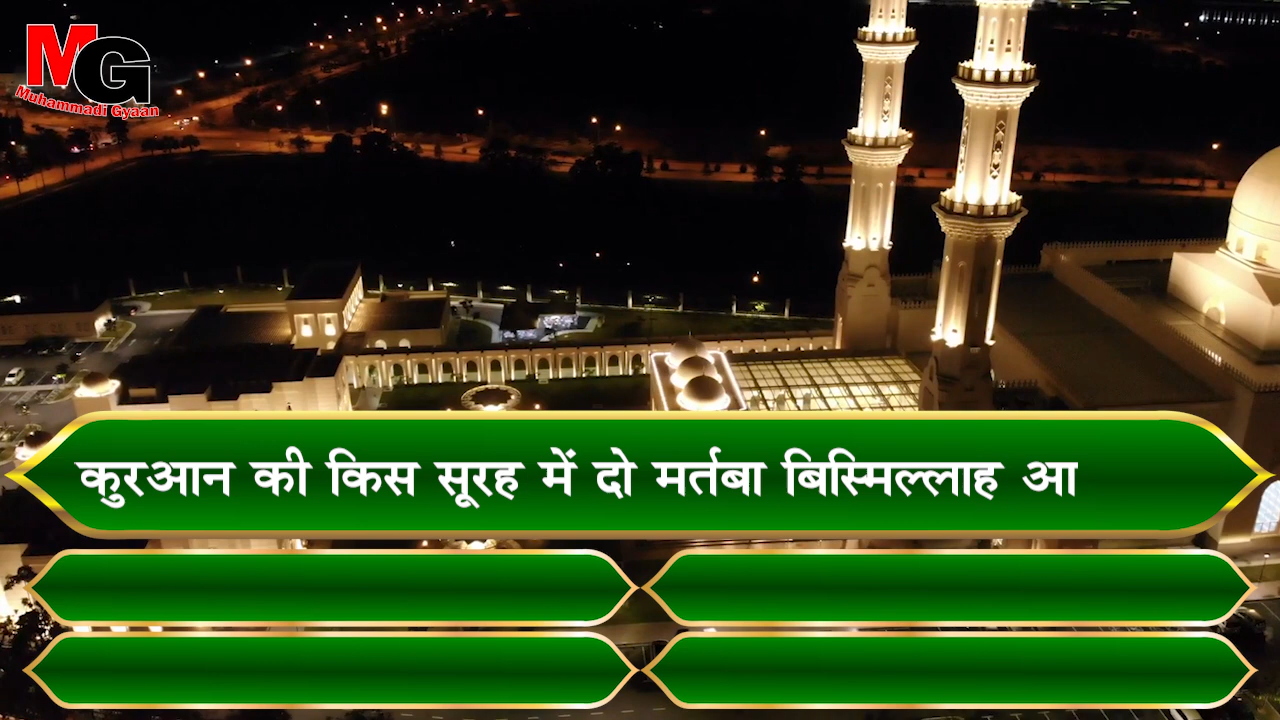 MG
Muhammadi Gyaan
कुरआन की किस सूरह में दो मर्तबा बिस्मिल्लाह आ